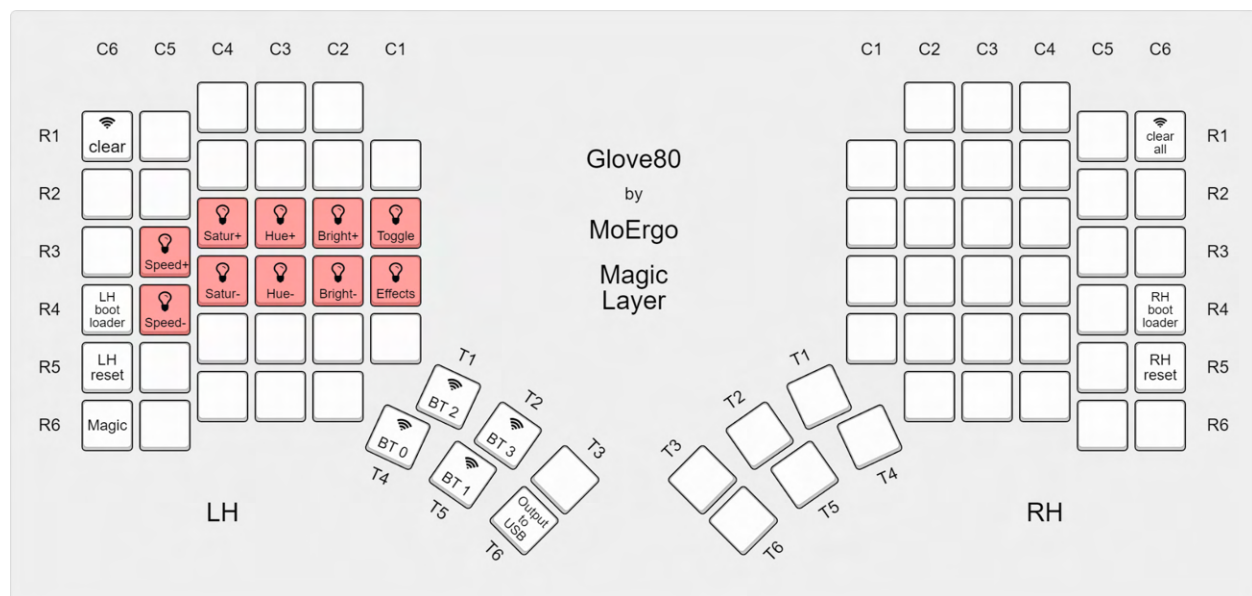 C6 C5 C4 C3 C2 C1
C1 C2 C3 C4 C5 C6
R1
clear
clear
all
R1
R2
R2
R3
Satur+
Hue+
Bright+
Toggle
Speed+
R3
R4
LH
boot
loader
Satur-
Hue-
Bright-
Effects
Speed-
RH
boot
loader
R4
R5
LH
reset
RH
reset
R5
R6
Magic
R6
Glove80
by
MoErgo
Magic
Layer
T1
T2
T3
BT 2
BT 3
BT 0
BT 1
Output
to
USB
T4
T5
T6
T1
T2
T3
T4
T5
T6
LH
RH